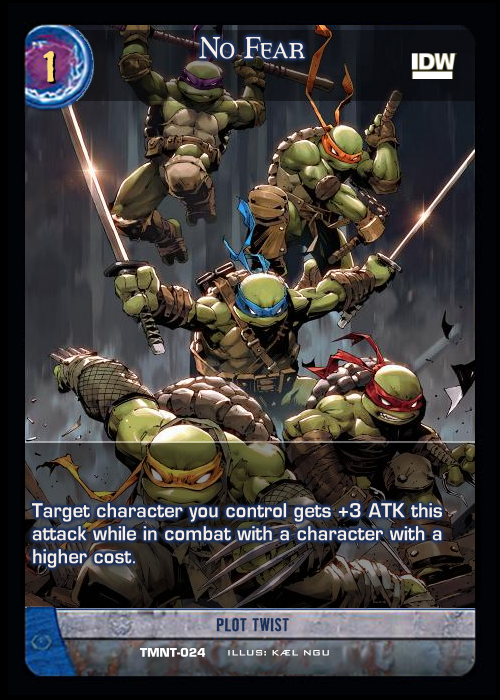 1
No Fear
IDW
Target character you control gets +3 ATK this
attack while in combat with a character with a
higher cost.
PLOT TWIST
TMNT-024 ILLUS: KÆL NGU